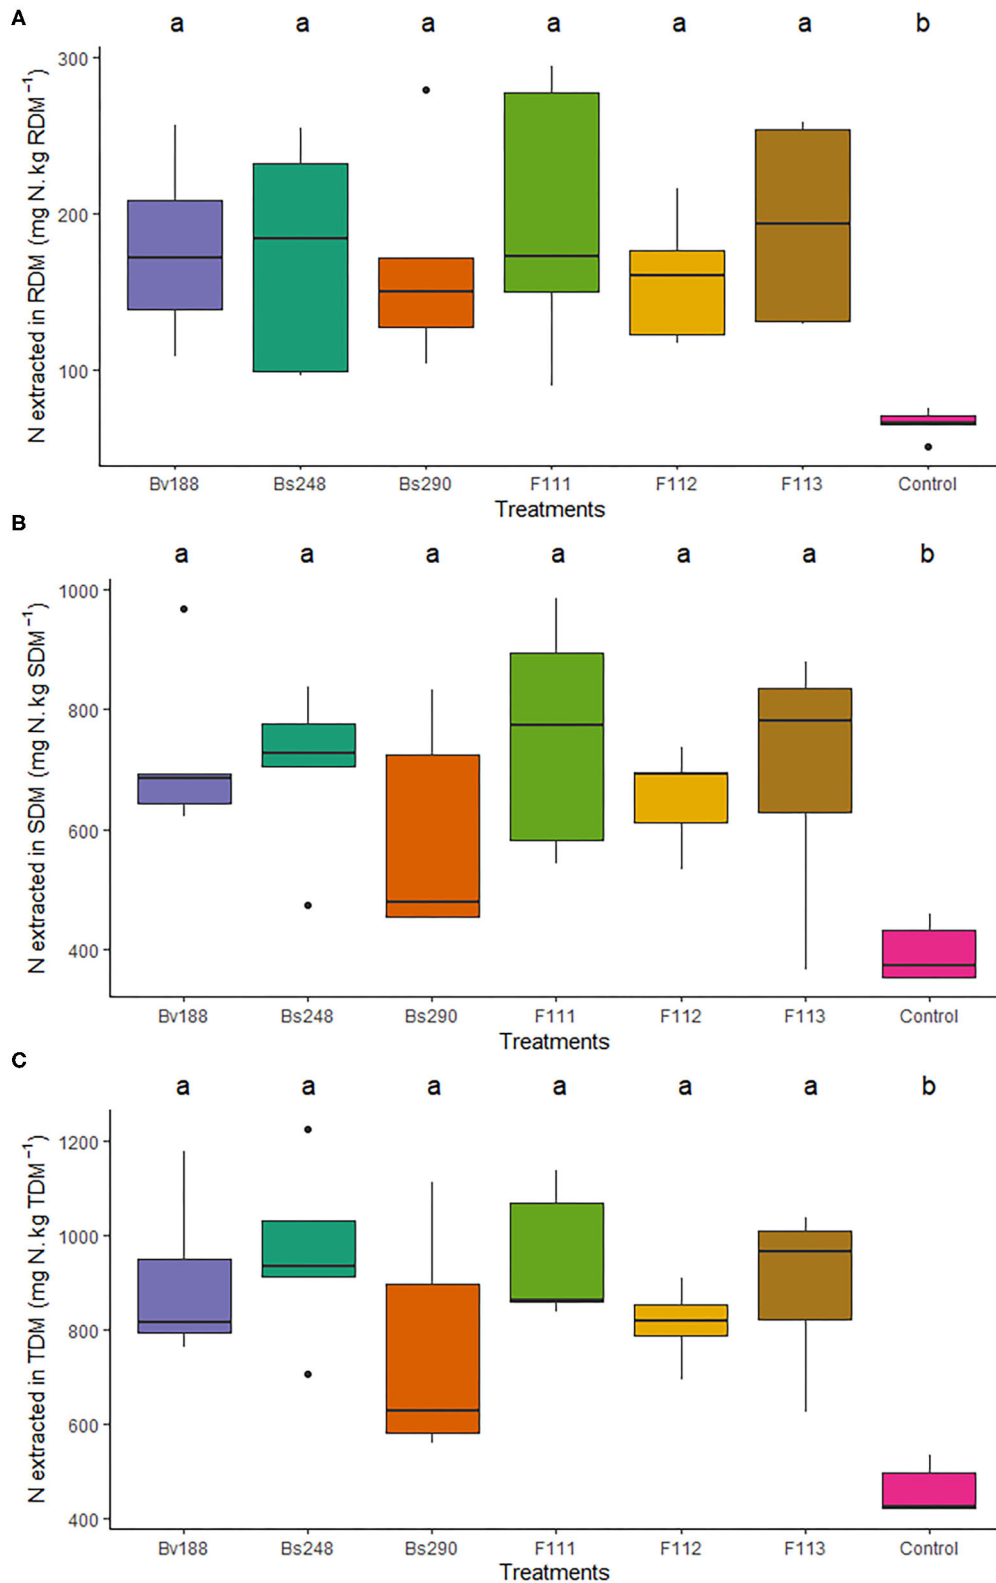 A
a a a a a a b
N extracted in RDM (mg N. kg RDM⁻¹)
300
200
100
Bv188 Bs248 Bs290 F111 F112 F113 Control
Treatments
B
a a a a a a b
N extracted in SDM (mg N. kg SDM⁻¹)
1000
800
600
400
Bv188 Bs248 Bs290 F111 F112 F113 Control
Treatments
C
a a a a a a b
N extracted in TDM (mg N. kg TDM⁻¹)
1200
1000
800
600
400
Bv188 Bs248 Bs290 F111 F112 F113 Control
Treatments